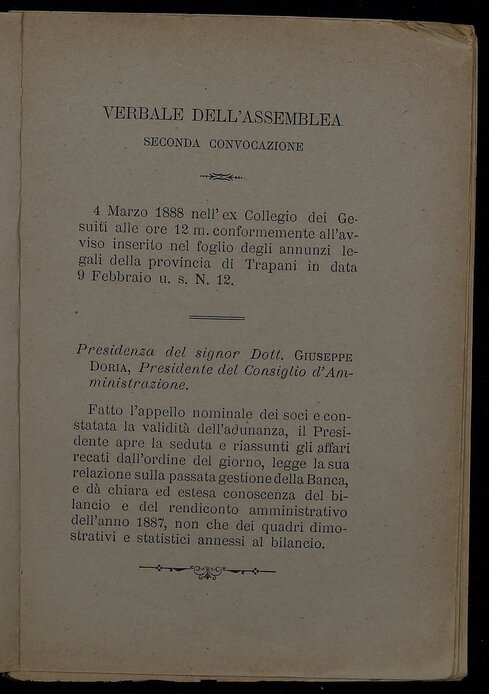 VERBALE DELL'ASSEMBLEA
SECONDA CONVOCAZIONE
4 Marzo 1888 nell'ex Collegio dei Ge-
suiti alle ore 12 m. conformemente all'av-
viso inserito nel foglio degli annunzi le-
gali della provincia di Trapani in data
9 Febbraio u. s. N. 12.
Presidenza del signor Dott. GIUSEPPE
DORIA, Presidente del Consiglio d'Am-
ministrazione.
Fatto l'appello nominale dei soci e con-
statata la validità dell'adunanza, il Presi-
dente apre la seduta e riassunti gli affari
recati dall'ordine del giorno, legge la sua
relazione sulla passata gestione della Banca,
e dà chiara ed estesa conoscenza del bi-
lancio e del rendiconto amministrativo
dell'anno 1887, non che dei quadri dimo-
strativi e statistici annessi al bilancio.